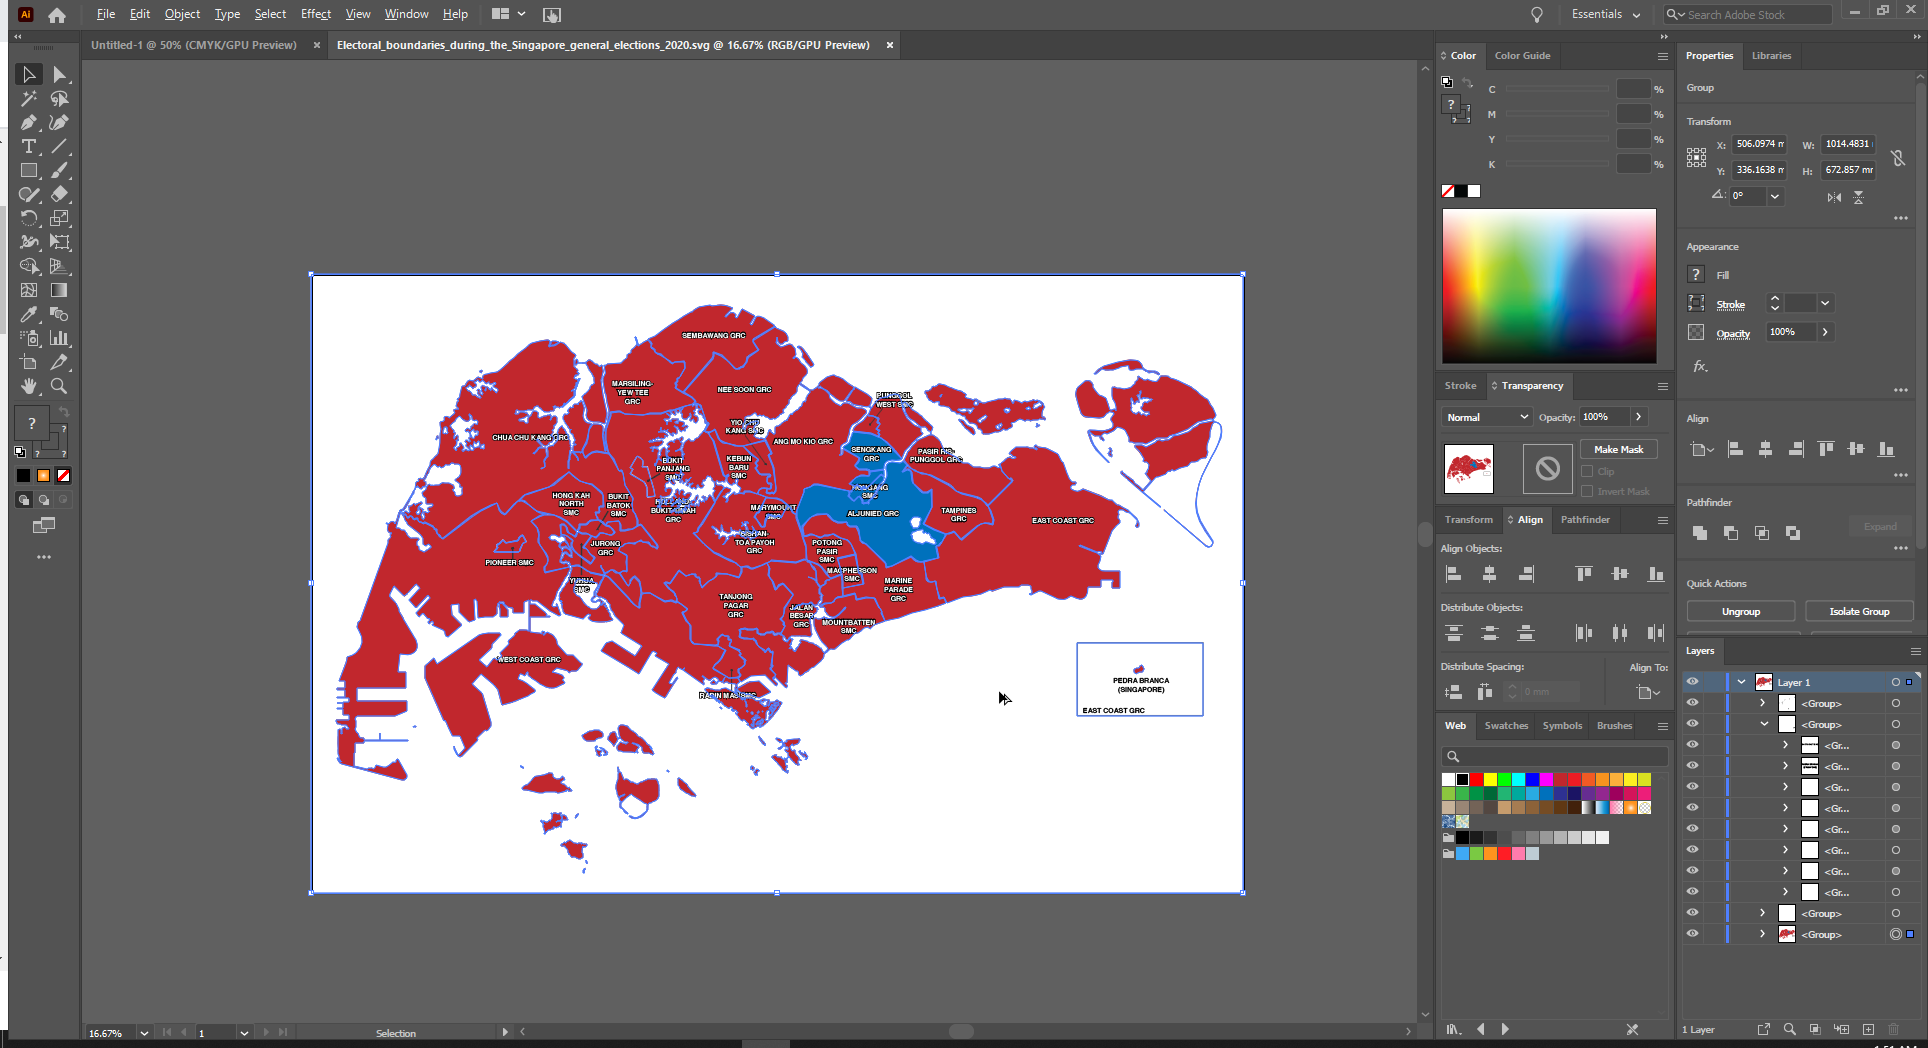 Ai File Edit Object Type Select Effect View Window Help Essentials Search Adobe Stock
Untitled-1 @ 50% (CMYK/GPU Preview) × Electoral_boundaries_during_the_Singapore_general_elections_2020.svg @ 16.67% (RGB/GPU Preview) ×
SEMBAWANG GRC
MARSILING-
YEW TEE
GRC
NEE SOON GRC
PUNGGOL
WEST SMC
CHUA CHU KANG GRC
YIO CHU
KANG SMC
ANG MO KIO GRC
SENGKANG
GRC
PASIR RIS-
PUNGGOL GRC
BUKIT
PANJANG
SMC
KEBUN
BARU
SMC
HOUGANG
SMC
HONG KAH
NORTH
SMC
BUKIT
BATOK
SMC
HOLLAND-
BUKIT TIMAH
GRC
MARYMOUNT
SMC
ALJUNIED GRC
TAMPINES
GRC
EAST COAST GRC
BISHAN-
TOA PAYOH
GRC
JURONG
GRC
POTONG
PASIR
SMC
PIONEER SMC
MACPHERSON
SMC
YUHUA
SMC
MARINE
PARADE
GRC
TANJONG
PAGAR
GRC
JALAN
BESAR
GRC
MOUNTBATTEN
SMC
WEST COAST GRC
RADIN MAS SMC
PEDRA BRANCA
(SINGAPORE)
EAST COAST GRC
16.67% 1 Selection
Color Color Guide
C %
M %
Y %
K %
Stroke Transparency
Normal Opacity: 100%
Make Mask
Clip
Invert Mask
Transform Align Pathfinder
Align Objects:
Distribute Objects:
Distribute Spacing: Align To:
0 mm
Web Swatches Symbols Brushes
Properties Libraries
Group
Transform
X: 506.0974 m W: 1014.4831
Y: 336.1638 m H: 672.857 mm
0°
Appearance
? Fill
Stroke
Opacity 100%
fx.
Align
Pathfinder
Expand
Quick Actions
Ungroup Isolate Group
Layers
Layer 1
<Group>
<Group>
<Gr...
<Gr...
<Gr...
<Gr...
<Gr...
<Gr...
<Gr...
<Gr...
<Group>
<Group>
1 Layer
1:51 AM